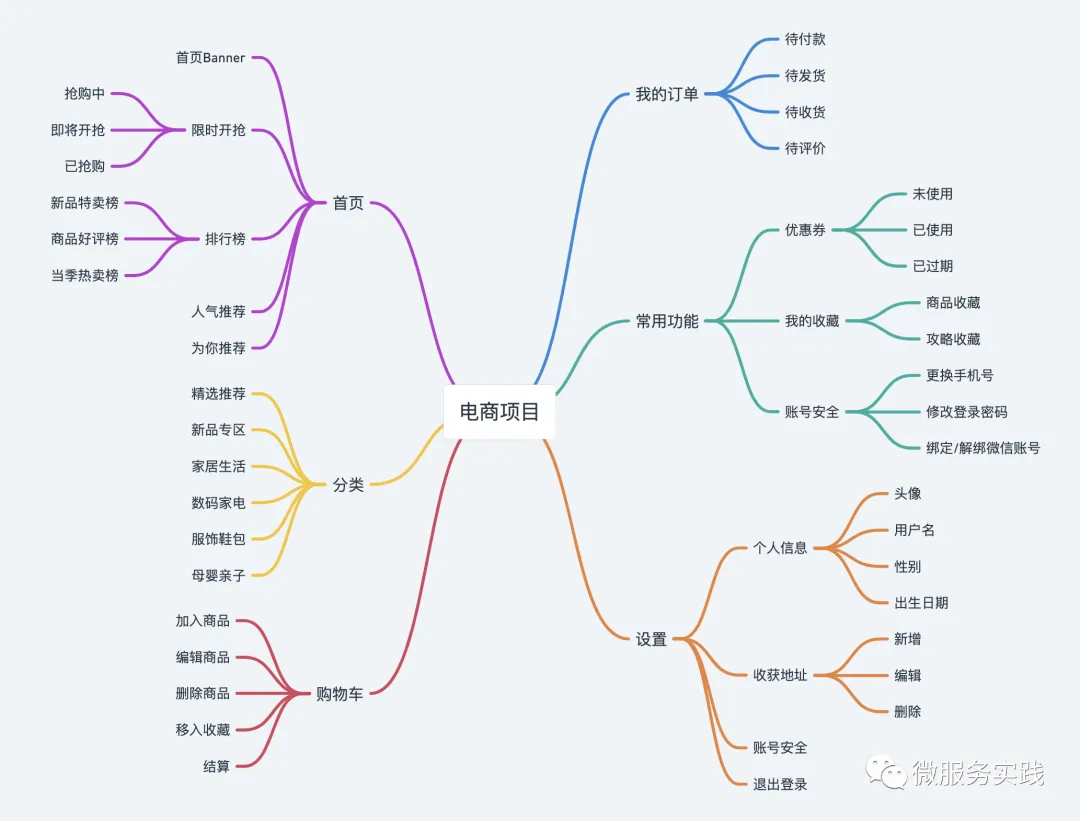 电商项目
首页
首页Banner
限时开抢
抢购中
即将开抢
已抢购
排行榜
新品特卖榜
商品好评榜
当季热卖榜
人气推荐
为你推荐
分类
精选推荐
新品专区
家居生活
数码家电
服饰鞋包
母婴亲子
购物车
加入商品
编辑商品
删除商品
移入收藏
结算
我的订单
待付款
待发货
待收货
待评价
常用功能
优惠券
未使用
已使用
已过期
我的收藏
商品收藏
攻略收藏
账号安全
更换手机号
修改登录密码
绑定/解绑微信账号
设置
个人信息
头像
用户名
性别
出生日期
收获地址
新增
编辑
删除
账号安全
退出登录
微服务实践